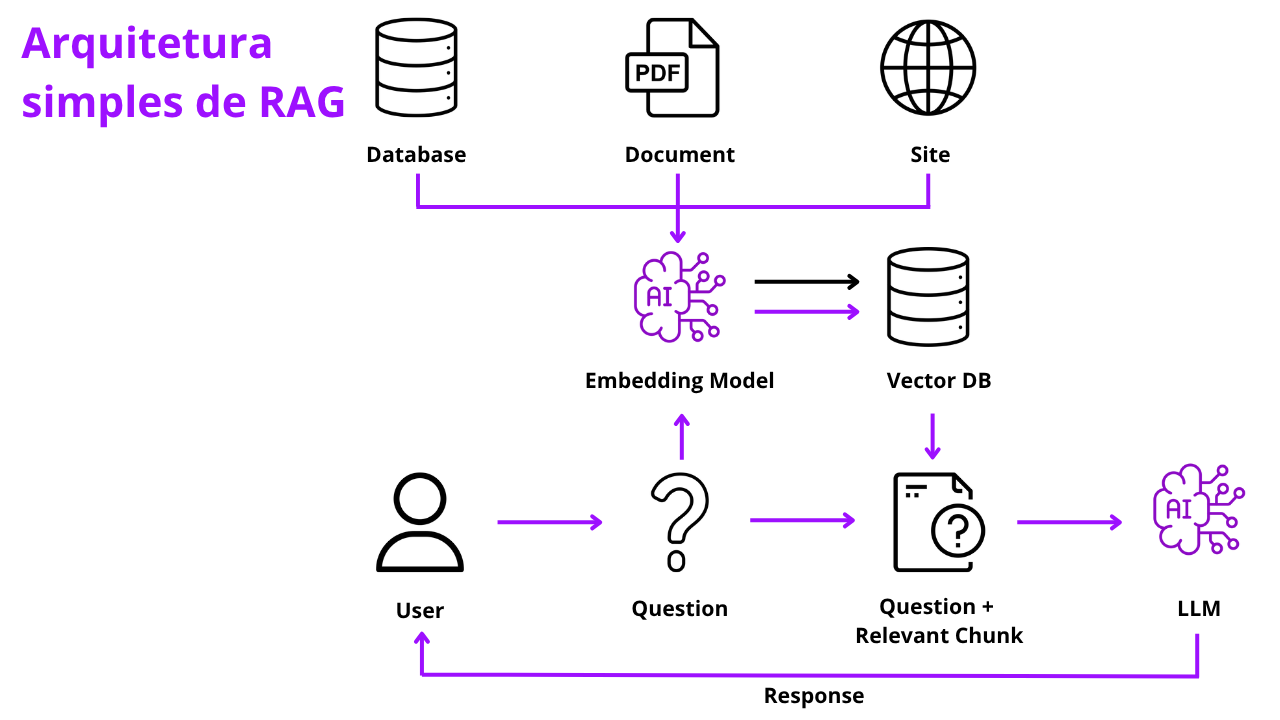 Arquitetura
simples de RAG
PDF
Database
Document
Site
AI
Embedding Model
Vector DB
AI
User
Question
Question +
Relevant Chunk
LLM
Response